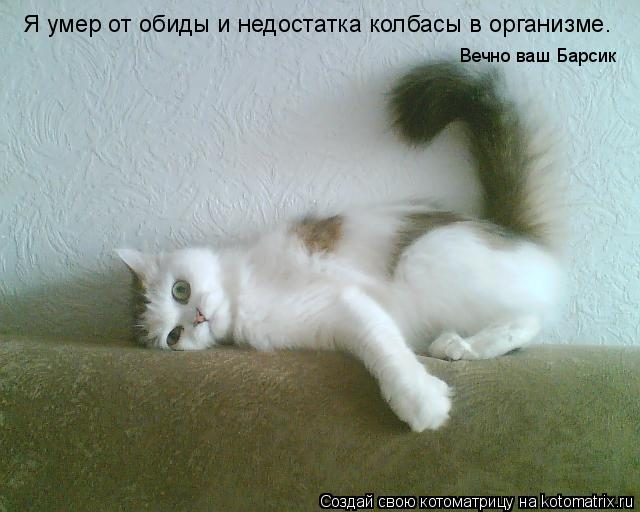 Я умер от обиды и недостатка колбасы в организме.
Вечно ваш Барсик
Создай свою котоматрицу на kotomatrix.ru